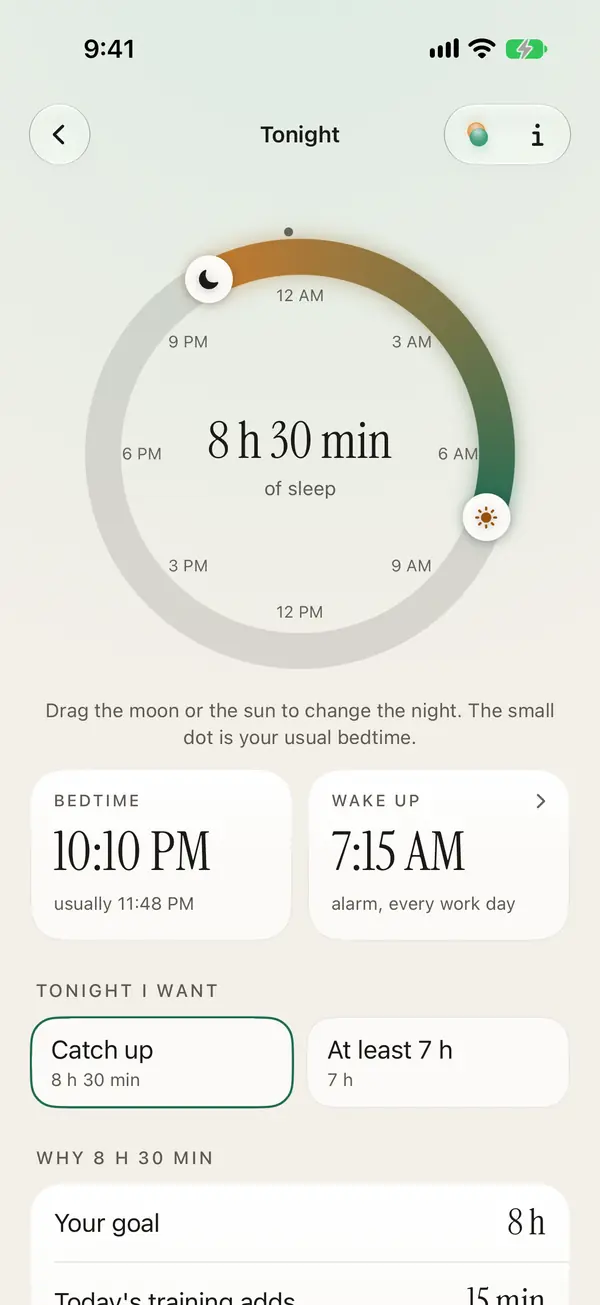 9:41
Tonight
i
12 AM
9 PM
3 AM
8 h 30 min
6 PM
6 AM
of sleep
3 PM
9 AM
12 PM
Drag the moon or the sun to change the night. The small
dot is your usual bedtime.
BEDTIME
10:10 PM
usually 11:48 PM
WAKE UP
7:15 AM
alarm, every work day
TONIGHT I WANT
Catch up
8 h 30 min
At least 7 h
7 h
WHY 8 H 30 MIN
Your goal
8 h
Today's training adds
15 min